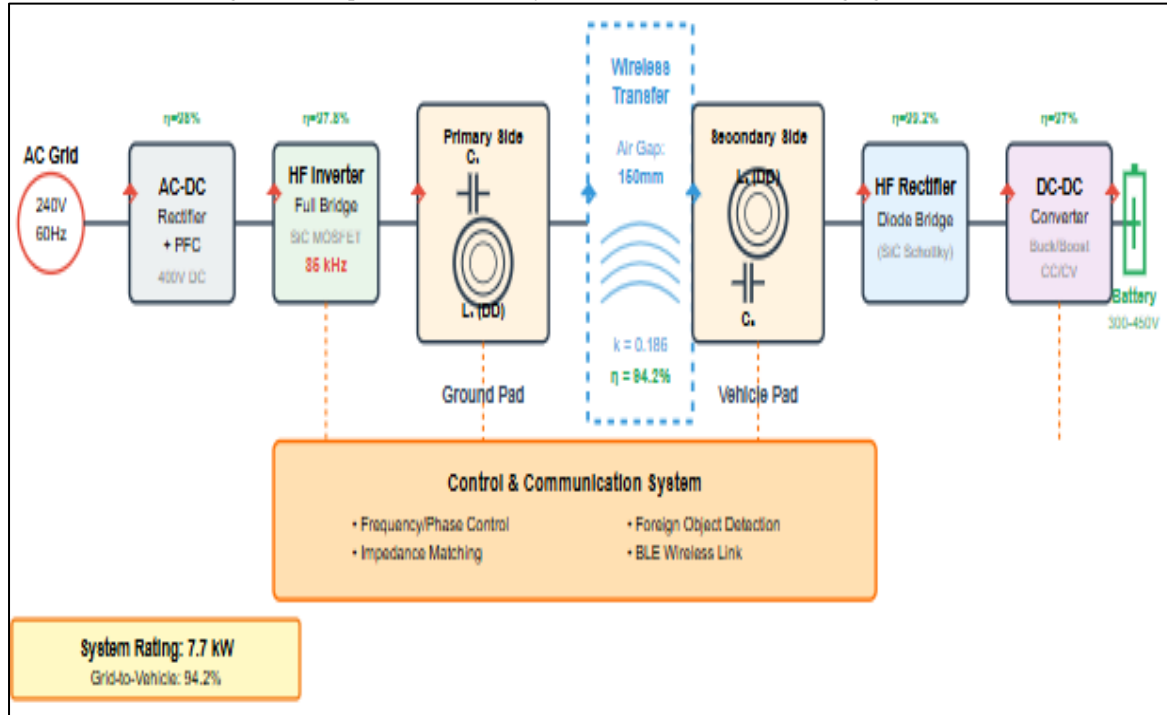 Wireless
Transfer
Air Gap:
160mm
k = 0.186
η = 94.2%
AC Grid
240V
60Hz
η=98%
AC-DC
Rectifier
+ PFC
400V DC
η=97.8%
HF Inverter
Full Bridge
SiC MOSFET
85 kHz
Primary Side
(DD)
Ground Pad
Secondary Side
(DD)
Vehicle Pad
η=99.2%
HF Rectifier
Diode Bridge
(SiC Schottky)
η=97%
DC-DC
Converter
Buck/Boost
CC/CV
Battery
300-450V
Control & Communication System
• Frequency/Phase Control
• Foreign Object Detection
• Impedance Matching
• BLE Wireless Link
System Rating: 7.7 kW
Grid-to-Vehicle: 94.2%